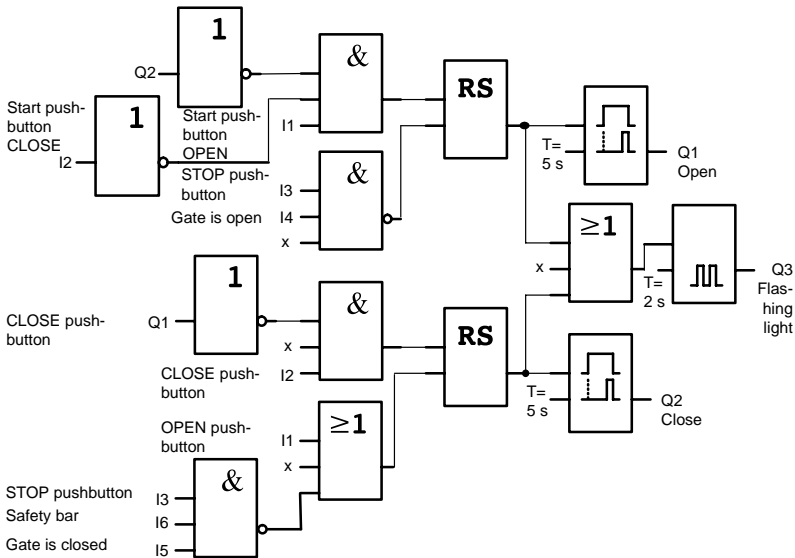 1
Q2
&
RS
Start push-
button
CLOSE
1
Start push-
button
OPEN
I1
I2
STOP push-
button
T=
5 s
Q1
Open
&
I3
Gate is open
I4
x
≥1
x
T=
2 s
Q3
Flas-
hing
light
1
CLOSE push-
button
Q1
&
x
I2
RS
CLOSE push-
button
T=
5 s
Q2
Close
OPEN push-
button
≥1
I1
x
&
STOP pushbutton
I3
Safety bar
I6
Gate is closed
I5